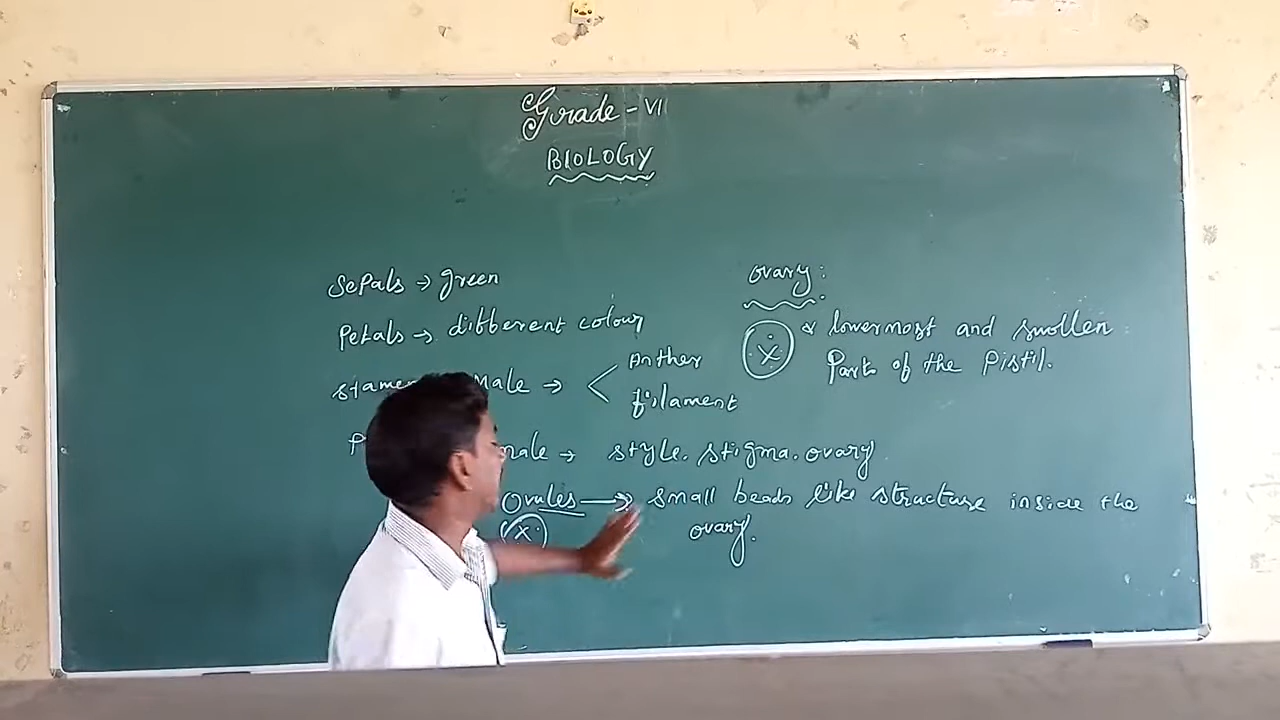 Grade - VI
BIOLOGY
Sepals → green
Petals → different colour
Male → Anther
filament
male → style. stigma. ovary
Ovules → small beads like structure inside the
ovary.
ovary:
* lowermost and swollen
Part of the Pistil.